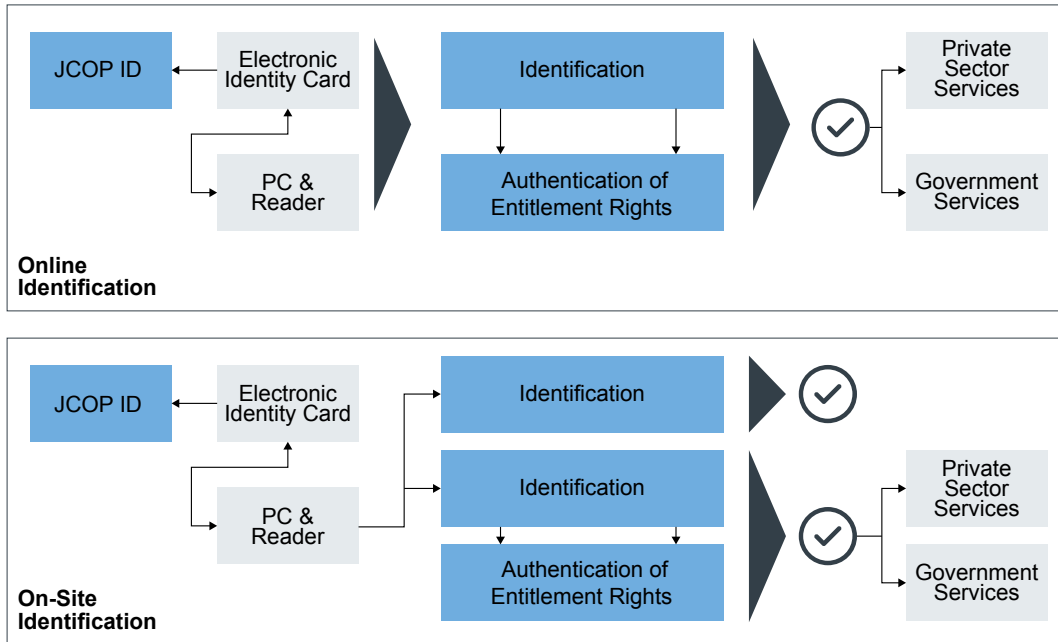 JCOP ID
Electronic
Identity Card
PC &
Reader
Identification
Authentication of
Entitlement Rights
Private
Sector
Services
Government
Services
Online
Identification
JCOP ID
Electronic
Identity Card
PC &
Reader
Identification
Identification
Authentication of
Entitlement Rights
Private
Sector
Services
Government
Services
On-Site
Identification